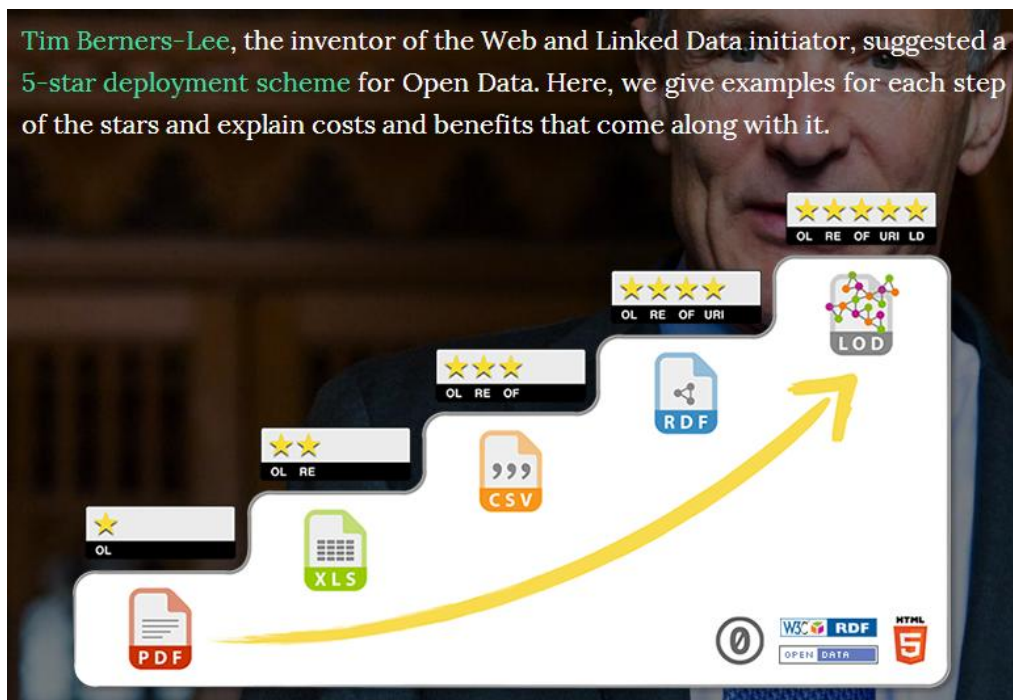 Tim Berners-Lee, the inventor of the Web and Linked Data initiator, suggested a
5-star deployment scheme for Open Data. Here, we give examples for each step
of the stars and explain costs and benefits that come along with it.
OL RE OF URI LD
LOD
OL RE OF URI
RDF
OL RE OF
,,, 
CSV
OL RE
XLS
OL
PDF
0
W3C RDF
OPEN DATA
HTML
5